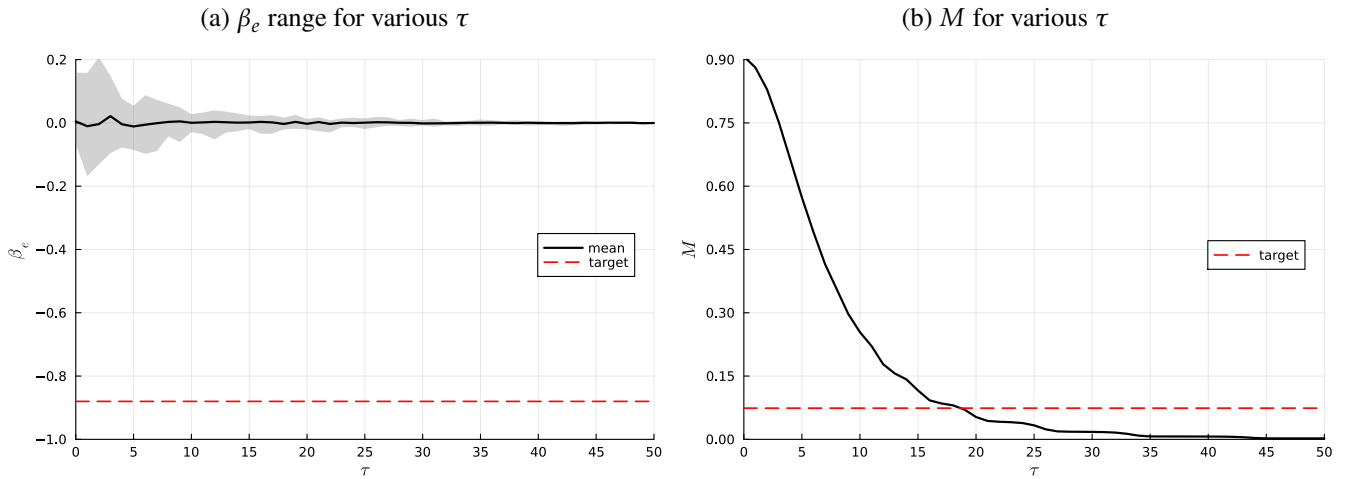 (a) βₑ range for various τ
0.2
0.0
−0.2
−0.4
−0.6
−0.8
−1.0
βₑ
mean
target
0 5 10 15 20 25 30 35 40 45 50
τ
(b) M for various τ
0.90
0.75
0.60
0.45
0.30
0.15
0.00
M
target
0 5 10 15 20 25 30 35 40 45 50
τ